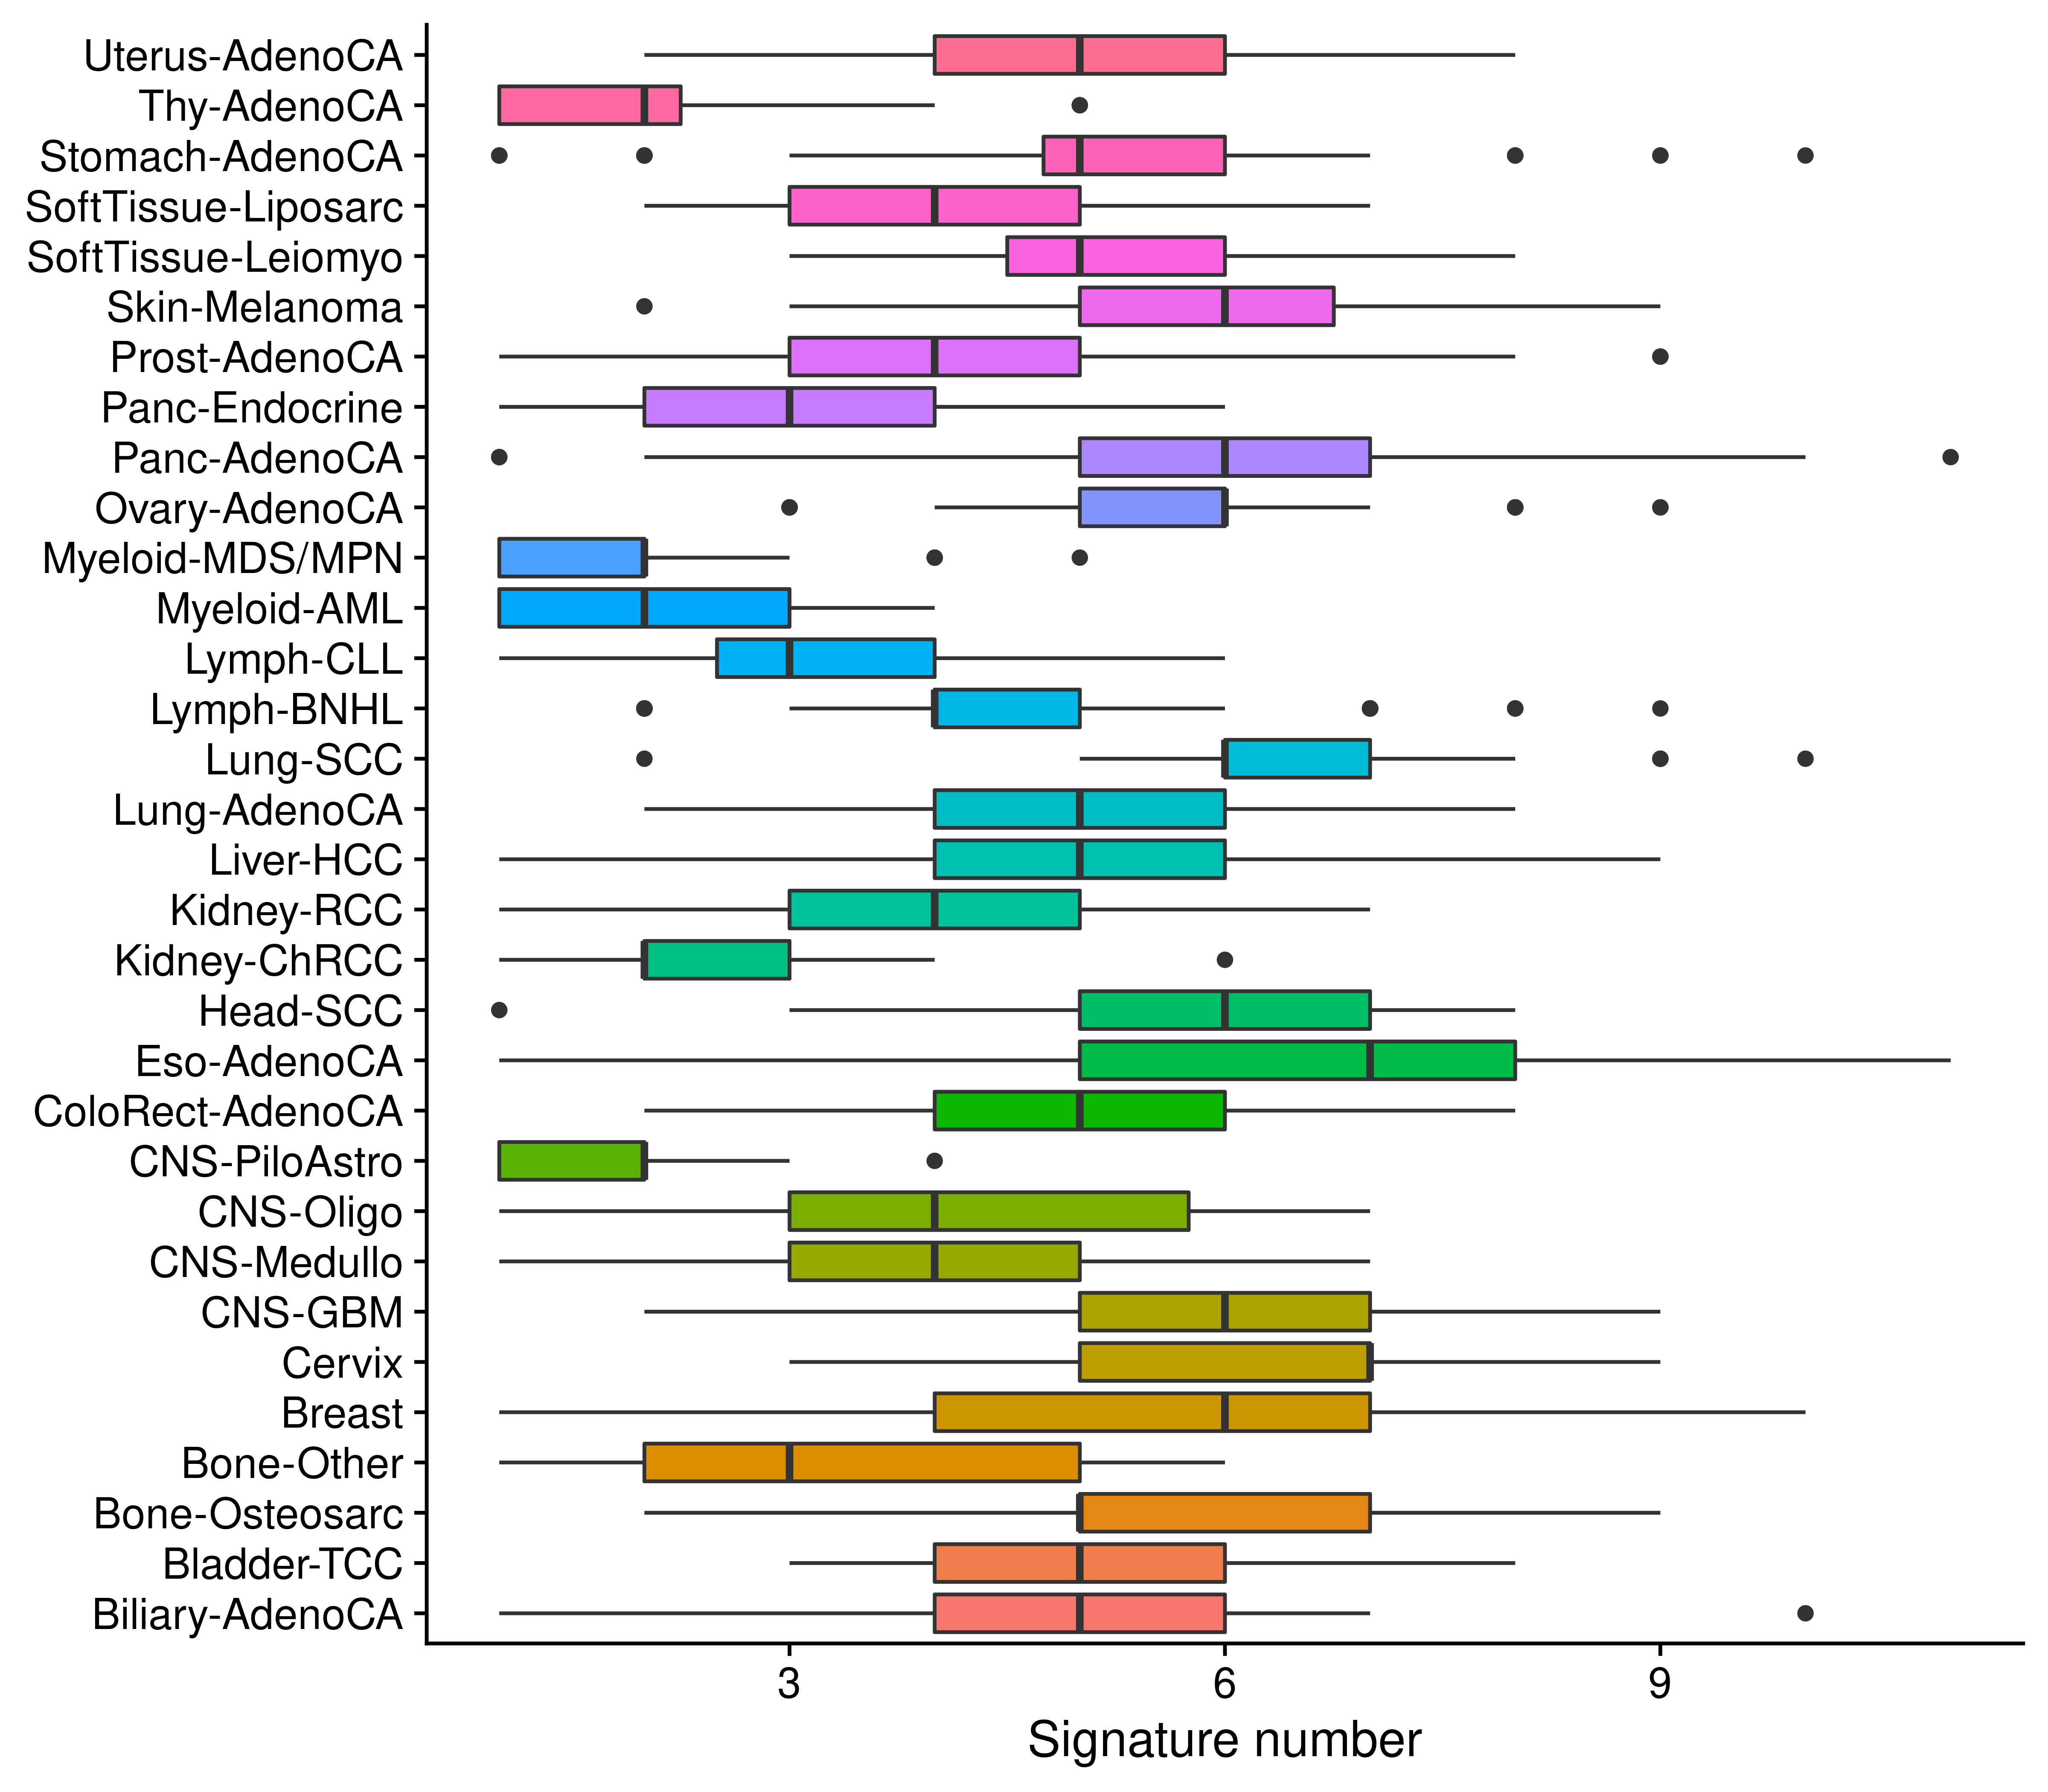 Uterus-AdenoCA
Thy-AdenoCA
Stomach-AdenoCA
SoftTissue-Liposarc
SoftTissue-Leiomyo
Skin-Melanoma
Prost-AdenoCA
Panc-Endocrine
Panc-AdenoCA
Ovary-AdenoCA
Myeloid-MDS/MPN
Myeloid-AML
Lymph-CLL
Lymph-BNHL
Lung-SCC
Lung-AdenoCA
Liver-HCC
Kidney-RCC
Kidney-ChRCC
Head-SCC
Eso-AdenoCA
ColoRect-AdenoCA
CNS-PiloAstro
CNS-Oligo
CNS-Medullo
CNS-GBM
Cervix
Breast
Bone-Other
Bone-Osteosarc
Bladder-TCC
Biliary-AdenoCA
3 6 9
Signature number